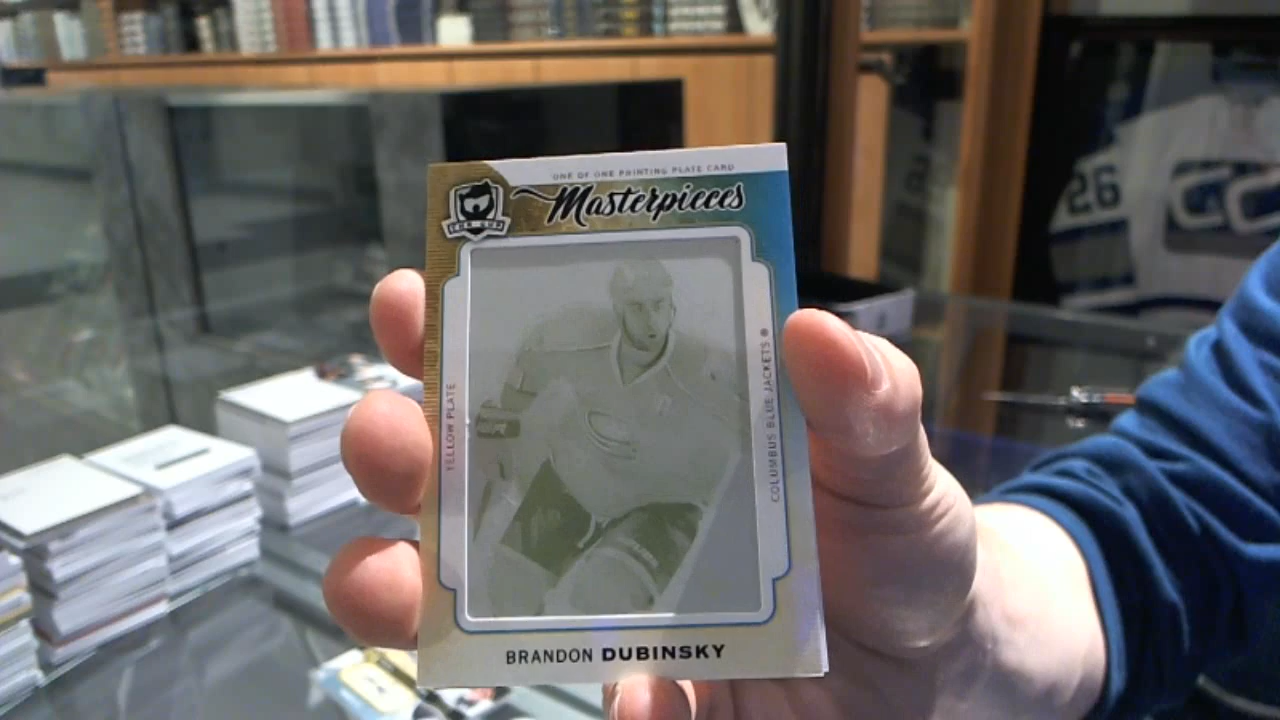 ONE OF ONE PRINTING PLATE CARD
THE CUP
Masterpieces
YELLOW PLATE
COLUMBUS BLUE JACKETS ®
BRANDON DUBINSKY
26